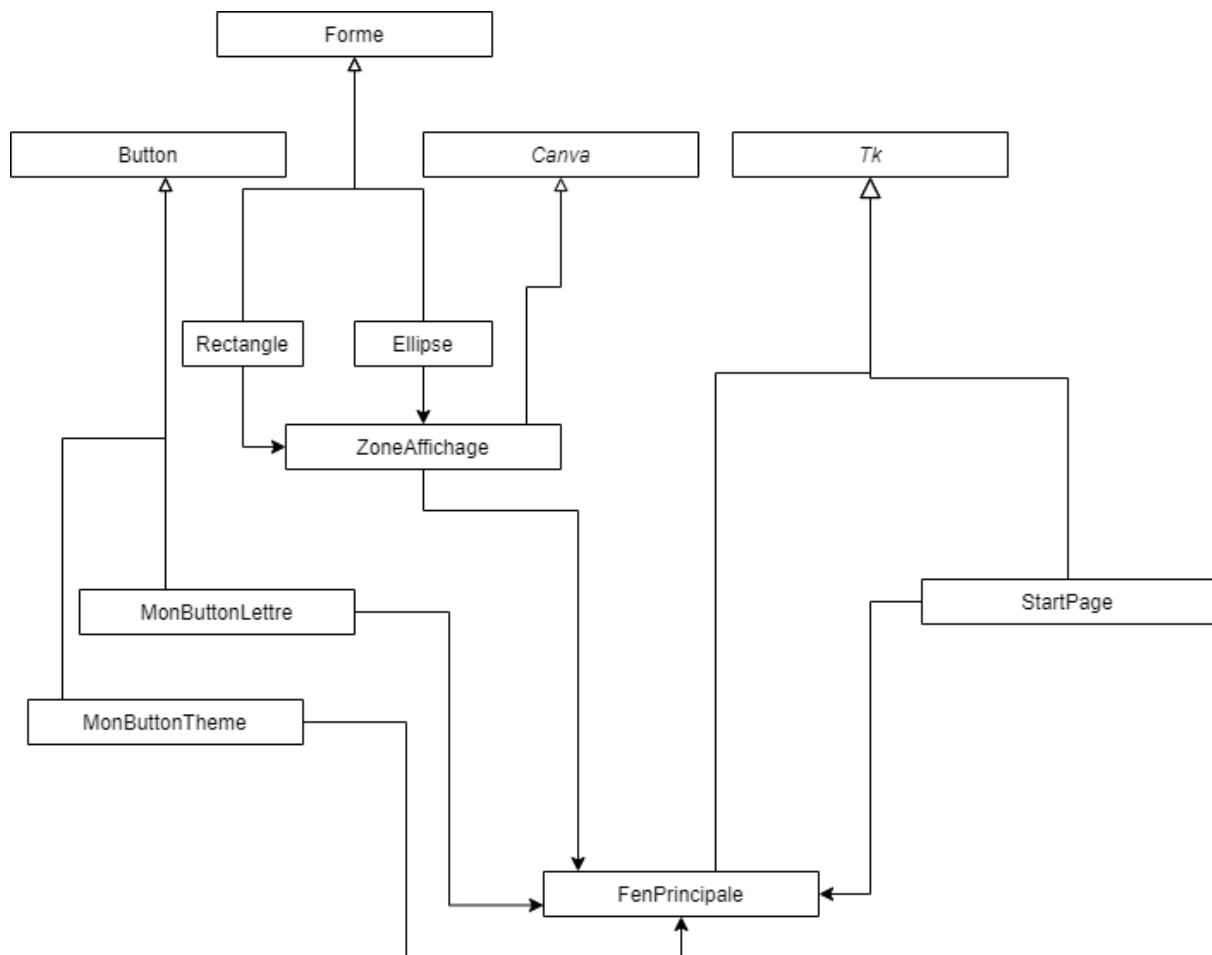 Forme
Button
Canva
Tk
Rectangle
Ellipse
ZoneAffichage
MonButtonLettre
StartPage
MonButtonTheme
FenPrincipale